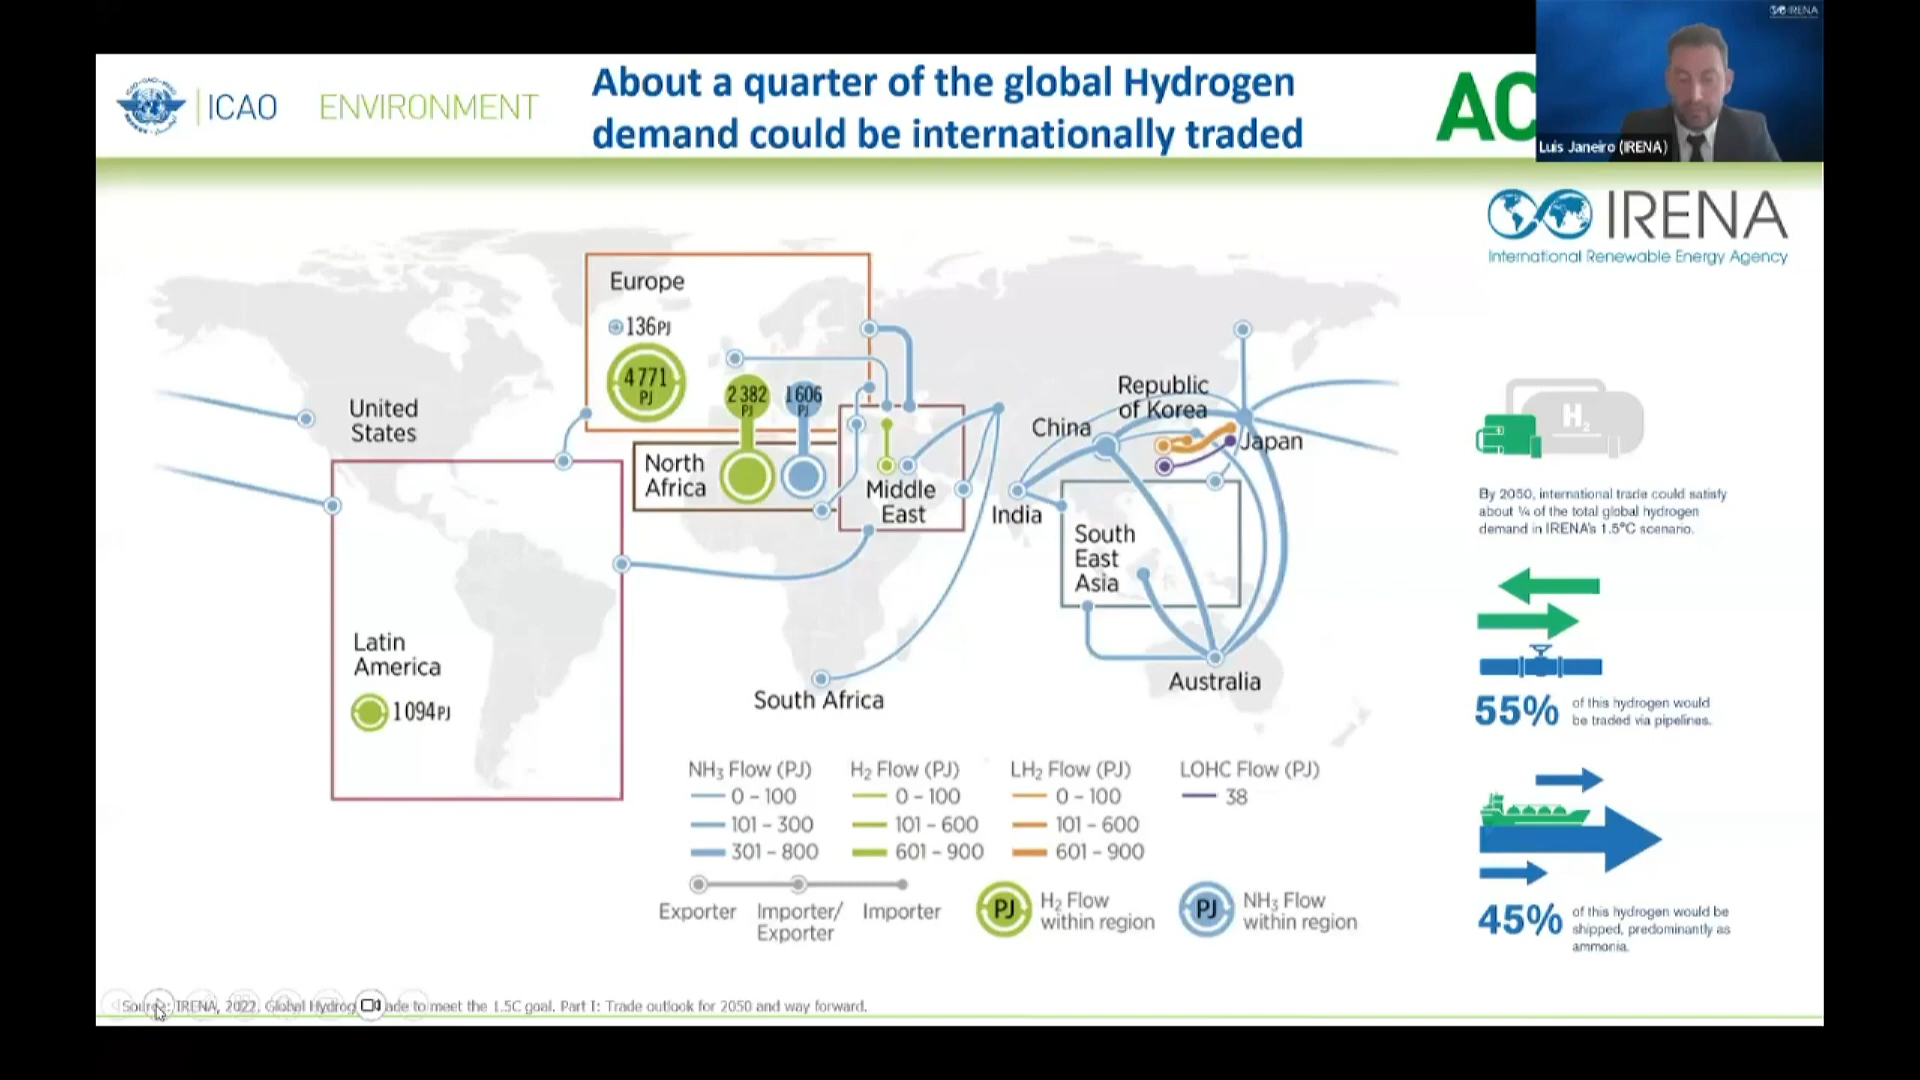 ICAO
ENVIRONMENT
About a quarter of the global Hydrogen
demand could be internationally traded
AC
IRENA
Luis Janeiro (IRENA)
IRENA
International Renewable Energy Agency
Europe
136 PJ
4 771
PJ
2 382
PJ
1 606
PJ
United
States
North
Africa
Middle
East
India
China
Republic
of Korea
Japan
South
East
Asia
Latin
America
1 094 PJ
South Africa
Australia
NH₃ Flow (PJ)
0 – 100
101 – 300
301 – 800
H₂ Flow (PJ)
0 – 100
101 – 600
601 – 900
LH₂ Flow (PJ)
0 – 100
101 – 600
601 – 900
LOHC Flow (PJ)
38
Exporter
Importer/
Exporter
Importer
PJ
H₂ Flow
within region
PJ
NH₃ Flow
within region
H₂
By 2050, international trade could satisfy
about ¼ of the total global hydrogen
demand in IRENA's 1.5°C scenario.
55%
of this hydrogen would
be traded via pipelines.
45%
of this hydrogen would be
shipped, predominantly as
ammonia.
IRENA, 2022. Global to meet the 1.5C goal. Part I: Trade outlook for 2050 and way forward.